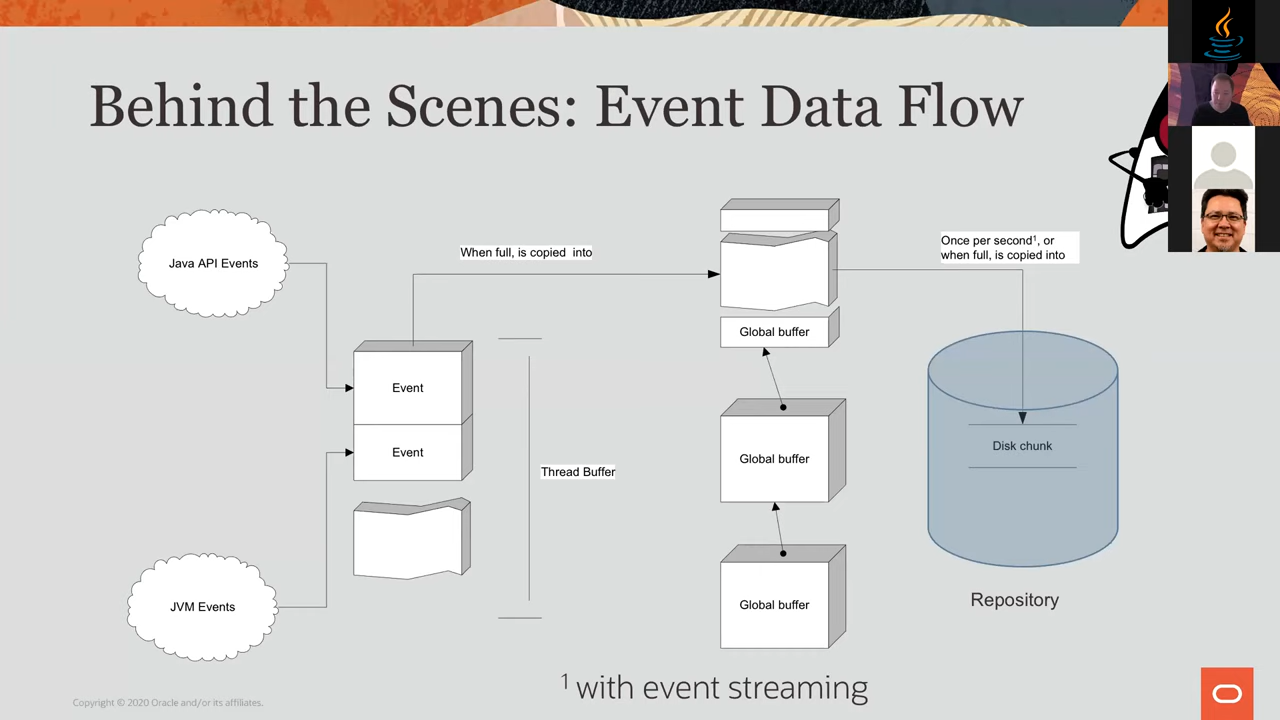 Behind the Scenes: Event Data Flow
Java API Events
When full, is copied into
Once per second¹, or
when full, is copied into
Global buffer
Event
Event
Thread Buffer
Global buffer
Disk chunk
JVM Events
Global buffer
Repository
¹ with event streaming
Copyright © 2020 Oracle and/or its affiliates.